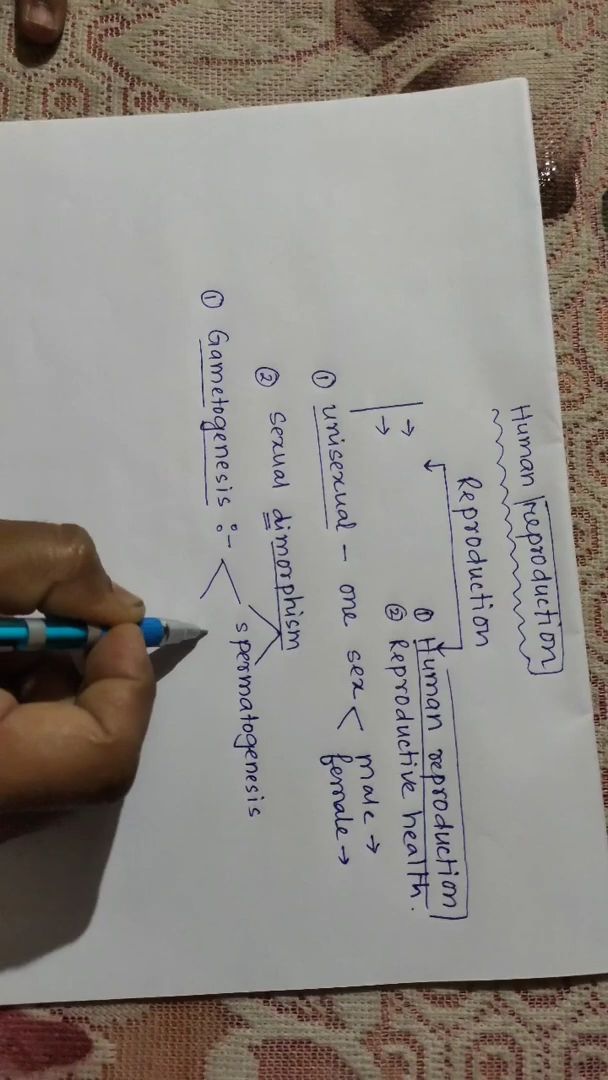 Human reproduction
Reproduction
① Human reproduction
② Reproductive health.
① unisexual - one sex < male →
female →
② sexual dimorphism
① Gametogenesis :- < spermatogenesis